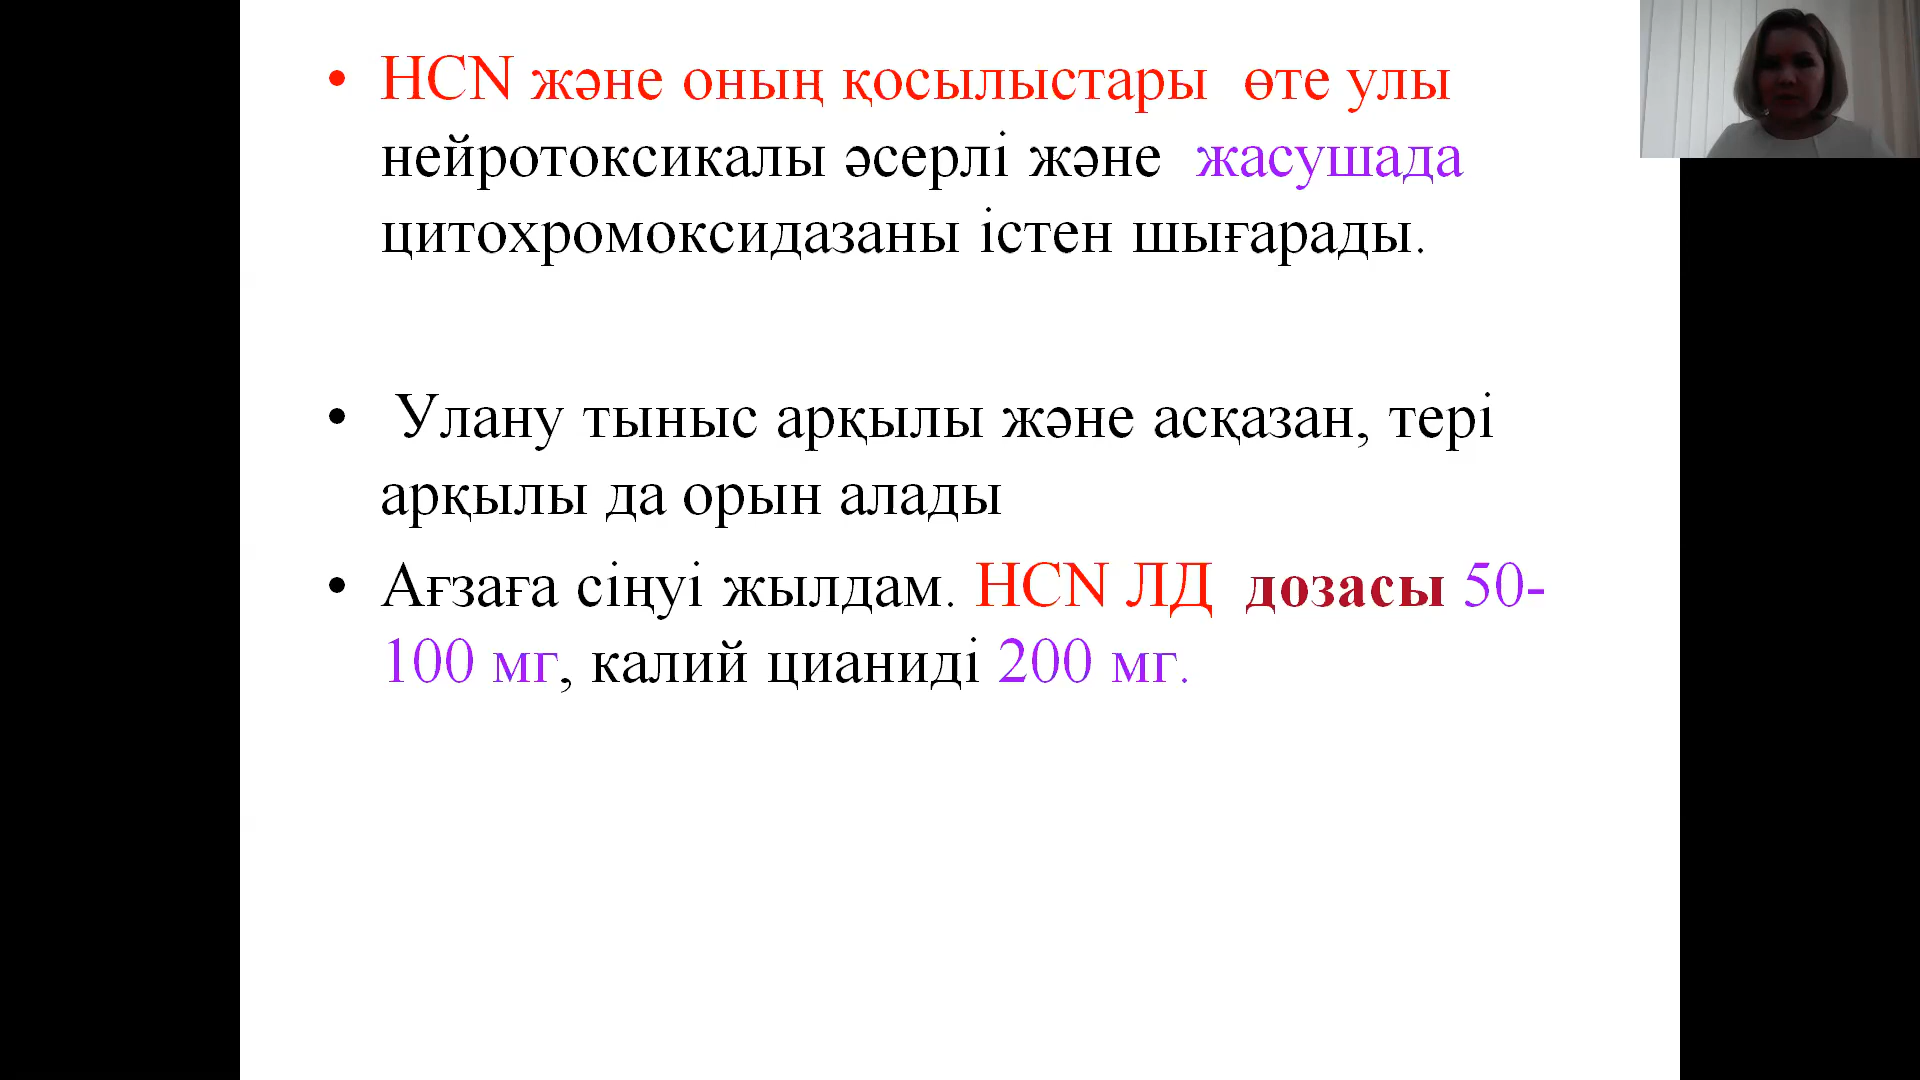 • HCN және оның қосылыстары өте улы
нейротоксикалы әсерлі және жасушада
цитохромоксидазаны істен шығарады.
• Улану тыныс арқылы және асқазан, тері
арқылы да орын алады
• Ағзаға сіңуі жылдам. HCN ЛД дозасы 50-
100 мг, калий цианиді 200 мг.